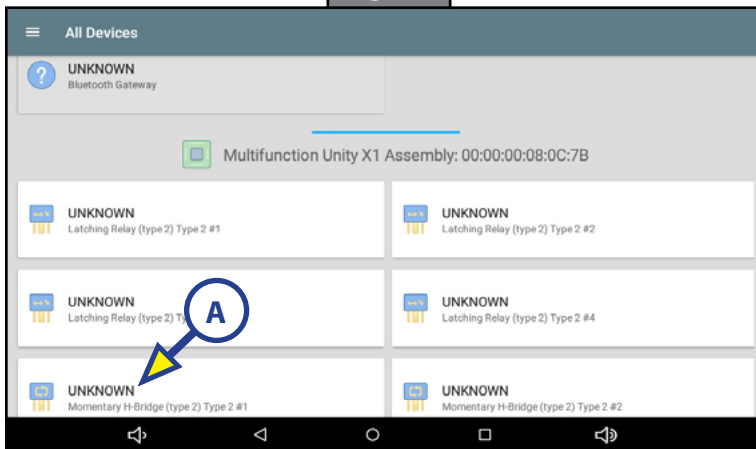 All Devices
UNKNOWN
Bluetooth Gateway
Multifunction Unity X1 Assembly: 00:00:00:08:0C:7B
UNKNOWN
Latching Relay (type 2) Type 2 #1
UNKNOWN
Latching Relay (type 2) Type 2 #2
UNKNOWN
Latching Relay (type 2)
A
UNKNOWN
Latching Relay (type 2) Type 2 #4
UNKNOWN
Momentary H-Bridge (type 2) Type 2 #1
UNKNOWN
Momentary H-Bridge (type 2) Type 2 #2